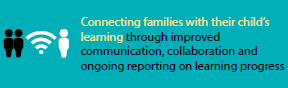 Connecting families with their child's
learning through improved
communication, collaboration and
ongoing reporting on learning progress